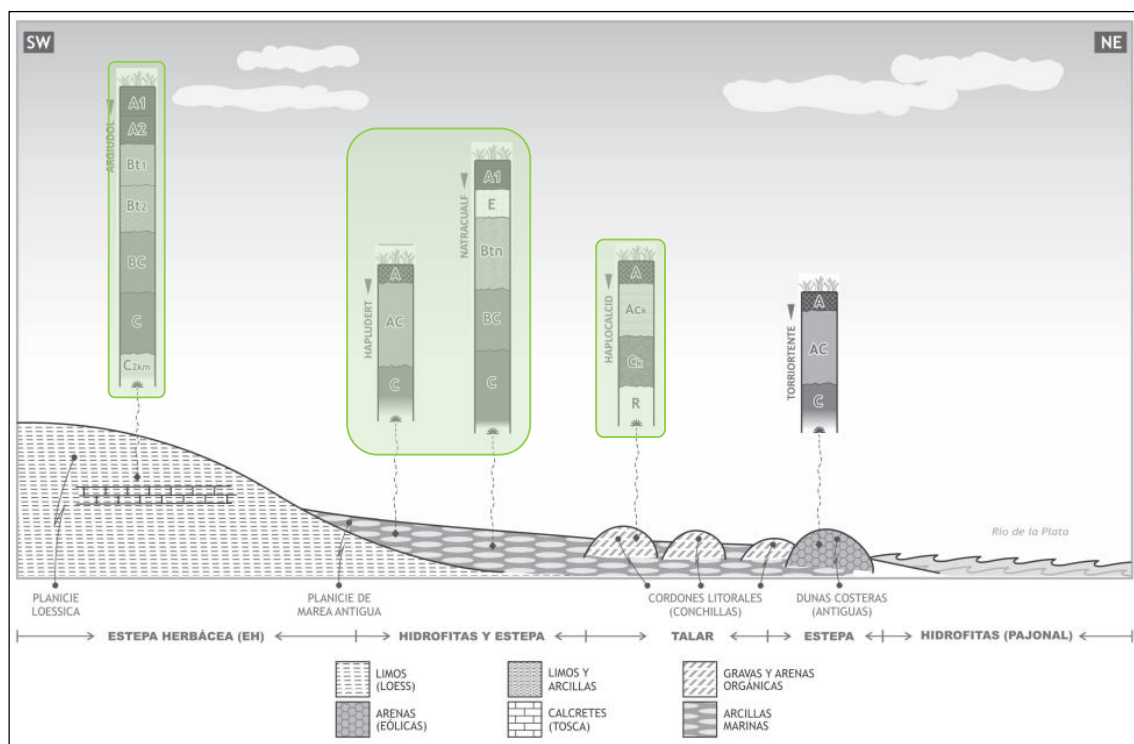 SW
NE
ARGIUDOL
A1
A2
Bt1
Bt2
BC
C
C2km
HAPLUDERT
A
AC
C
NATRACUALF
A1
E
Btn
BC
C
HAPLOCALCID
A
Ack
Ck
R
TORRIORTENTE
A
AC
C
Río de la Plata
PLANICIE
LOESSICA
PLANICIE DE
MAREA ANTIGUA
CORDONES LITORALES
(CONCHILLAS)
DUNAS COSTERAS
(ANTIGUAS)
ESTEPA HERBÁCEA (EH)
HIDROFITAS Y ESTEPA
TALAR
ESTEPA
HIDROFITAS (PAJONAL)
LIMOS
(LOESS)
LIMOS Y
ARCILLAS
GRAVAS Y ARENAS
ORGÁNICAS
ARENAS
(EÓLICAS)
CALCRETES
(TOSCA)
ARCILLAS
MARINAS